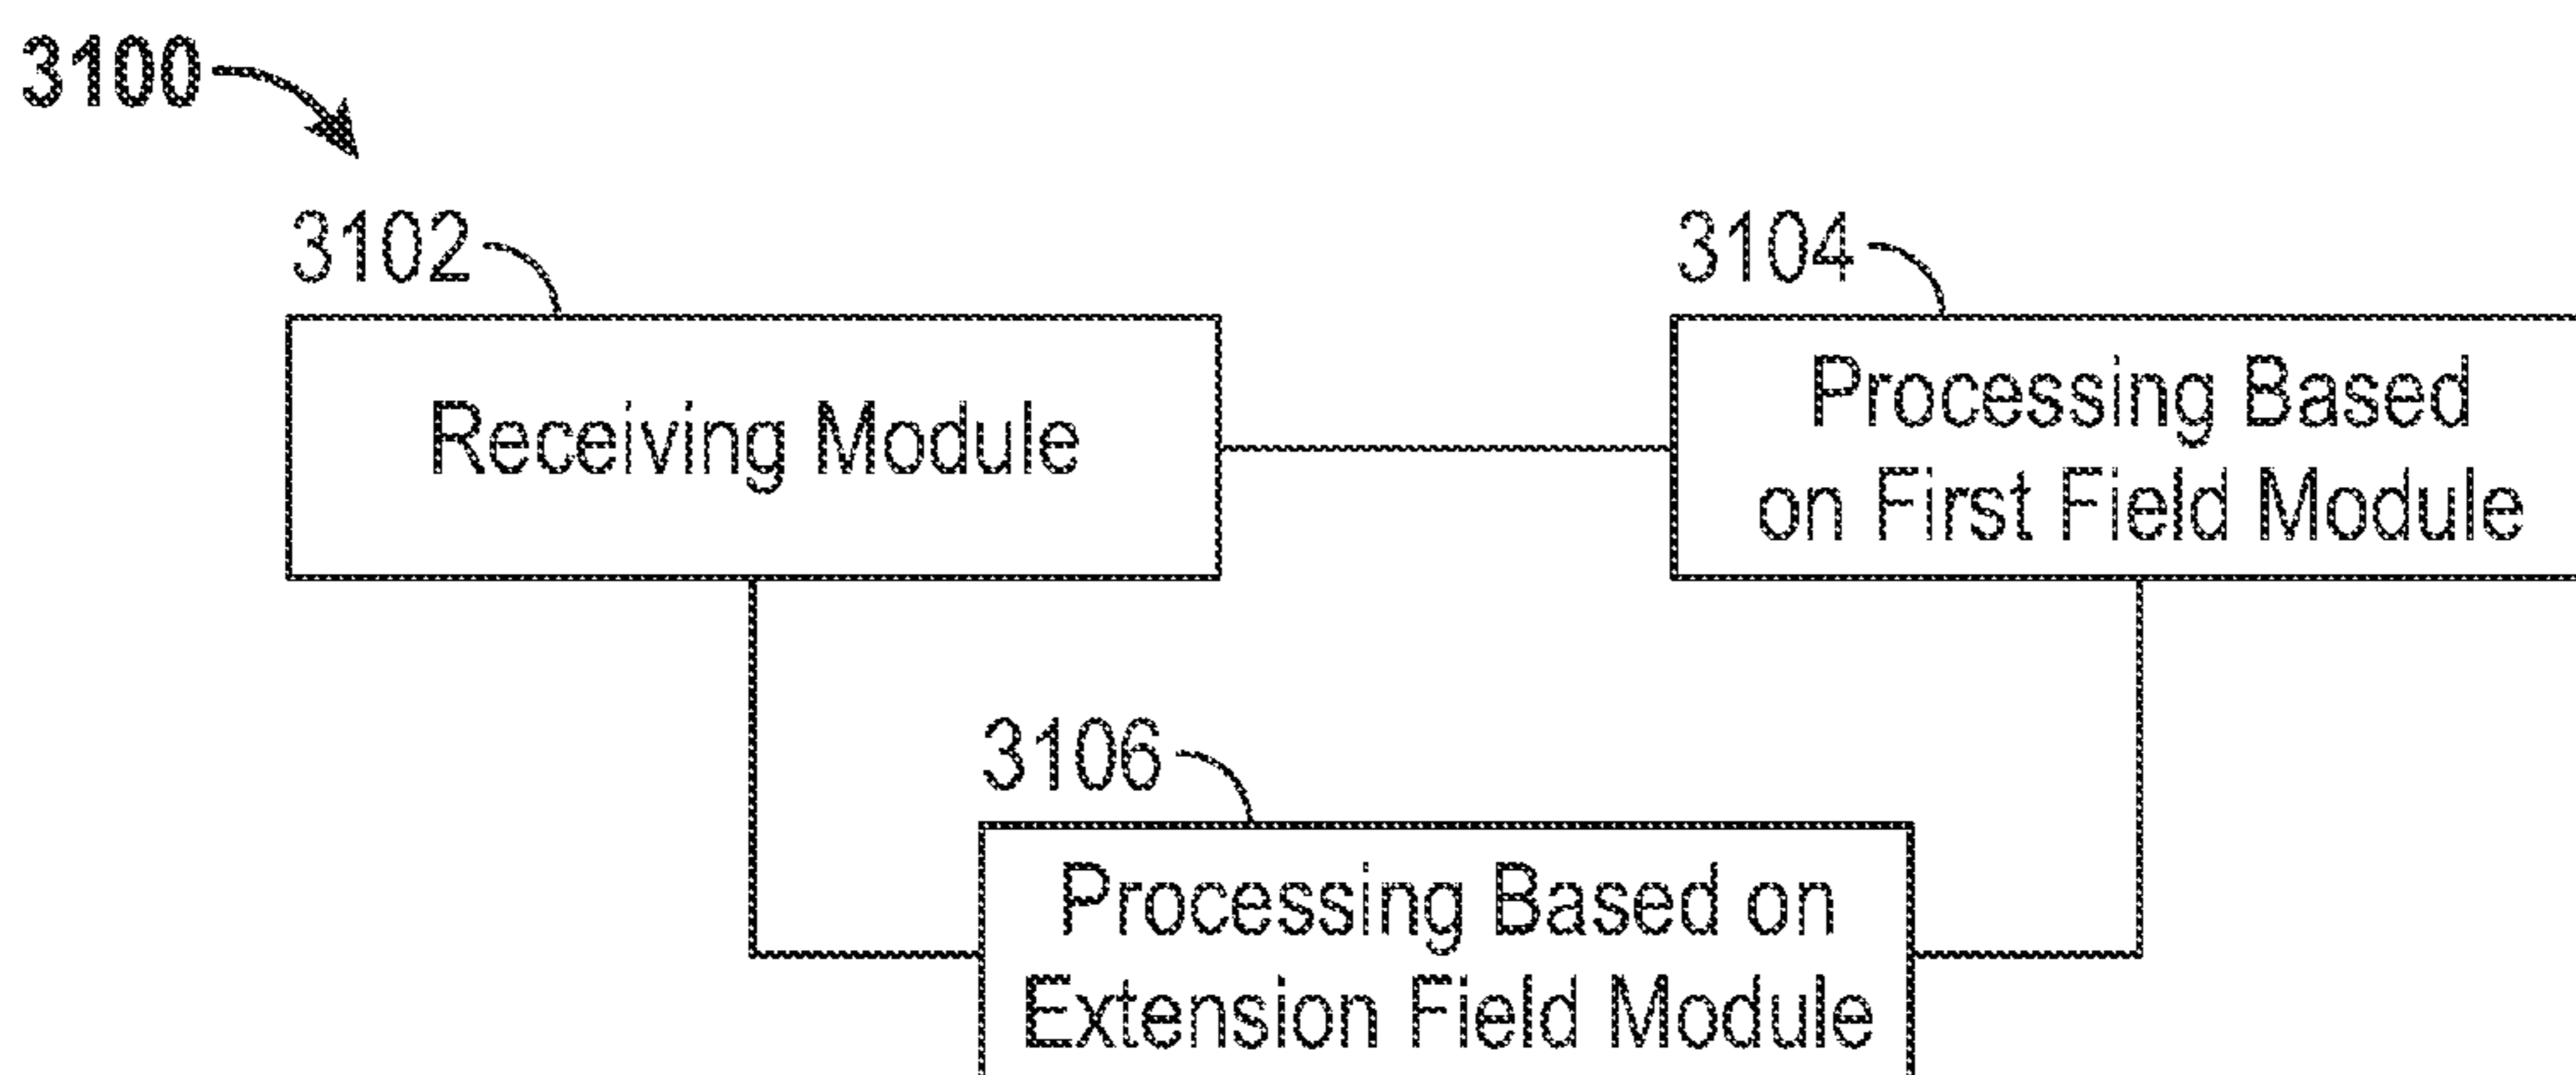 3100
3102
3104
Receiving Module
Processing Based
on First Field Module
3106
Processing Based on
Extension Field Module